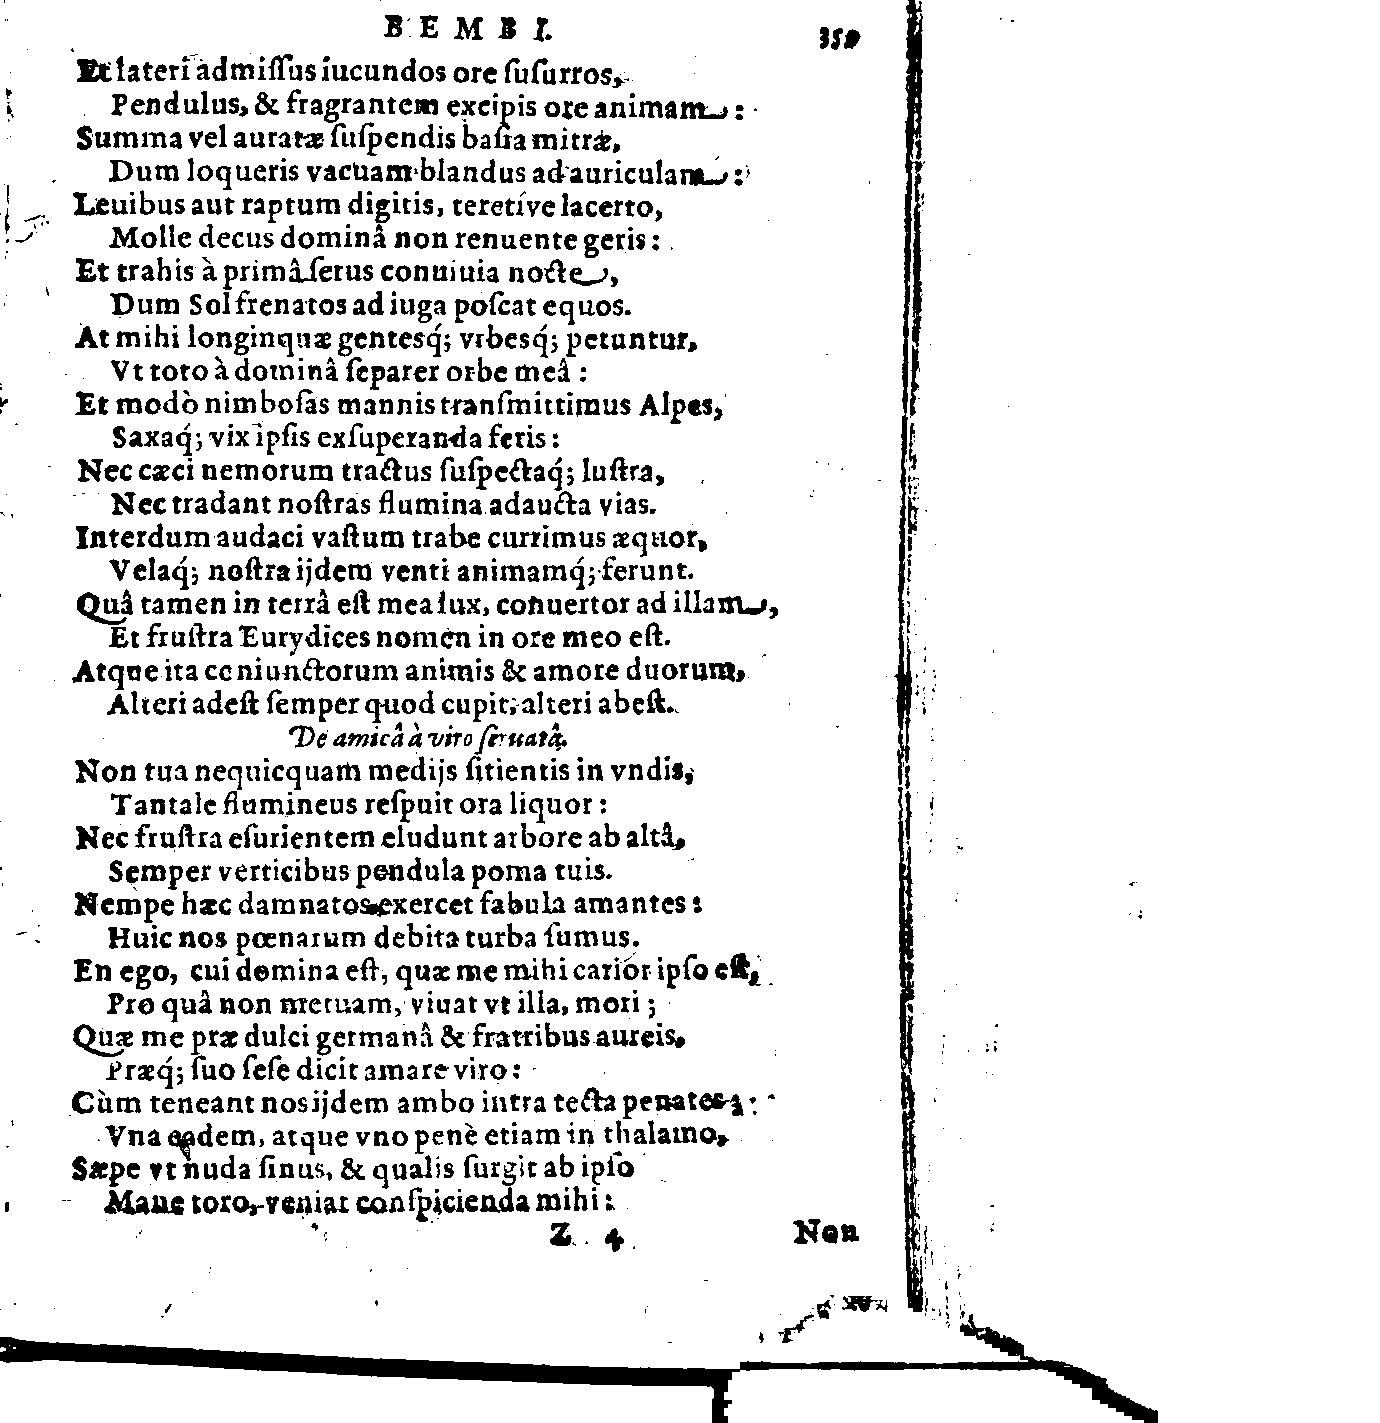 BEMBI. 359
Et lateri admiſſus iucundos ore ſuſurros,
Pendulus, & fragrantem excipis ore animam:
Summa vel auratæ ſuſpendis baſia mitræ,
Dum loqueris vacuam blandus ad auriculam:
Leuibus aut raptum digitis, teretíve lacerto,
Molle decus dominâ non renuente geris:
Et trahis à primâ ſerus conuiuia nocte,
Dum Sol frenatos ad iuga poſcat equos.
At mihi longinquæ genteſq́; vrbeſq́; petuntur,
Vt toto à dominâ ſeparer orbe meâ:
Et modò nimboſas mannis tranſmittimus Alpes,
Saxaq́; vix ipſis exſuperanda feris:
Nec cæci nemorum tractus ſuſpectaq́; luſtra,
Nec tradant noſtras flumina adaucta vias.
Interdum audaci vaſtum trabe currimus æquor,
Velaq́; noſtra ijdem venti animamq́; ferunt.
Quâ tamen in terrâ eſt mea lux, conuertor ad illam,
Et fruſtra Eurydices nomen in ore meo eſt.
Atque ita coniunctorum animis & amore duorum,
Alteri adeſt ſemper quod cupit, alteri abeſt.
De amicâ à viro ſeruatâ.
Non tua nequicquam medijs ſitientis in vndis,
Tantale flumineus reſpuit ora liquor:
Nec fruſtra eſurientem eludunt arbore ab altâ,
Semper verticibus pendula poma tuis.
Nempe hæc damnatos exercet fabula amantes:
Huic nos pœnarum debita turba ſumus.
En ego, cui domina eſt, quæ me mihi carior ipſo eſt,
Pro quâ non metuam, viuat vt illa, mori;
Quæ me præ dulci germanâ & fratribus aureis,
Præq́; ſuo ſeſe dicit amare viro:
Cùm teneant nos ijdem ambo intra tecta penates:
Vna eadem, atque vno penè etiam in thalamo,
Sæpe vt nuda ſinus, & qualis ſurgit ab ipſo
Mane toro, veniat conſpicienda mihi:
Z 4 Non